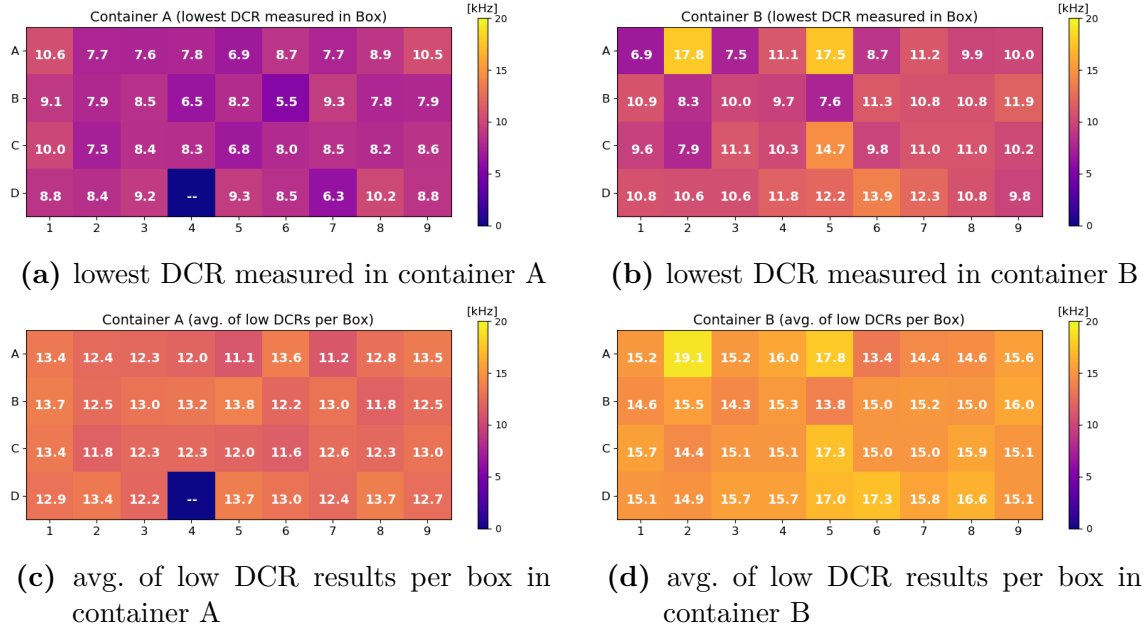 Container A (lowest DCR measured in Box)
[kHz]
A 10.6 7.7 7.6 7.8 6.9 8.7 7.7 8.9 10.5
B 9.1 7.9 8.5 6.5 8.2 5.5 9.3 7.8 7.9
C 10.0 7.3 8.4 8.3 6.8 8.0 8.5 8.2 8.6
D 8.8 8.4 9.2 -- 9.3 8.5 6.3 10.2 8.8
1 2 3 4 5 6 7 8 9
20
15
10
5
0
(a) lowest DCR measured in container A
Container B (lowest DCR measured in Box)
[kHz]
A 6.9 17.8 7.5 11.1 17.5 8.7 11.2 9.9 10.0
B 10.9 8.3 10.0 9.7 7.6 11.3 10.8 10.8 11.9
C 9.6 7.9 11.1 10.3 14.7 9.8 11.0 11.0 10.2
D 10.8 10.6 10.6 11.8 12.2 13.9 12.3 10.8 9.8
1 2 3 4 5 6 7 8 9
20
15
10
5
0
(b) lowest DCR measured in container B
Container A (avg. of low DCRs per Box)
[kHz]
A 13.4 12.4 12.3 12.0 11.1 13.6 11.2 12.8 13.5
B 13.7 12.5 13.0 13.2 13.8 12.2 13.0 11.8 12.5
C 13.4 11.8 12.3 12.3 12.0 11.6 12.6 12.3 13.0
D 12.9 13.4 12.2 -- 13.7 13.0 12.4 13.7 12.7
1 2 3 4 5 6 7 8 9
20
15
10
5
0
(c) avg. of low DCR results per box in
container A
Container B (avg. of low DCRs per Box)
[kHz]
A 15.2 19.1 15.2 16.0 17.8 13.4 14.4 14.6 15.6
B 14.6 15.5 14.3 15.3 13.8 15.0 15.2 15.0 16.0
C 15.7 14.4 15.1 15.1 17.3 15.0 15.0 15.9 15.1
D 15.1 14.9 15.7 15.7 17.0 17.3 15.8 16.6 15.1
1 2 3 4 5 6 7 8 9
20
15
10
5
0
(d) avg. of low DCR results per box in
container B